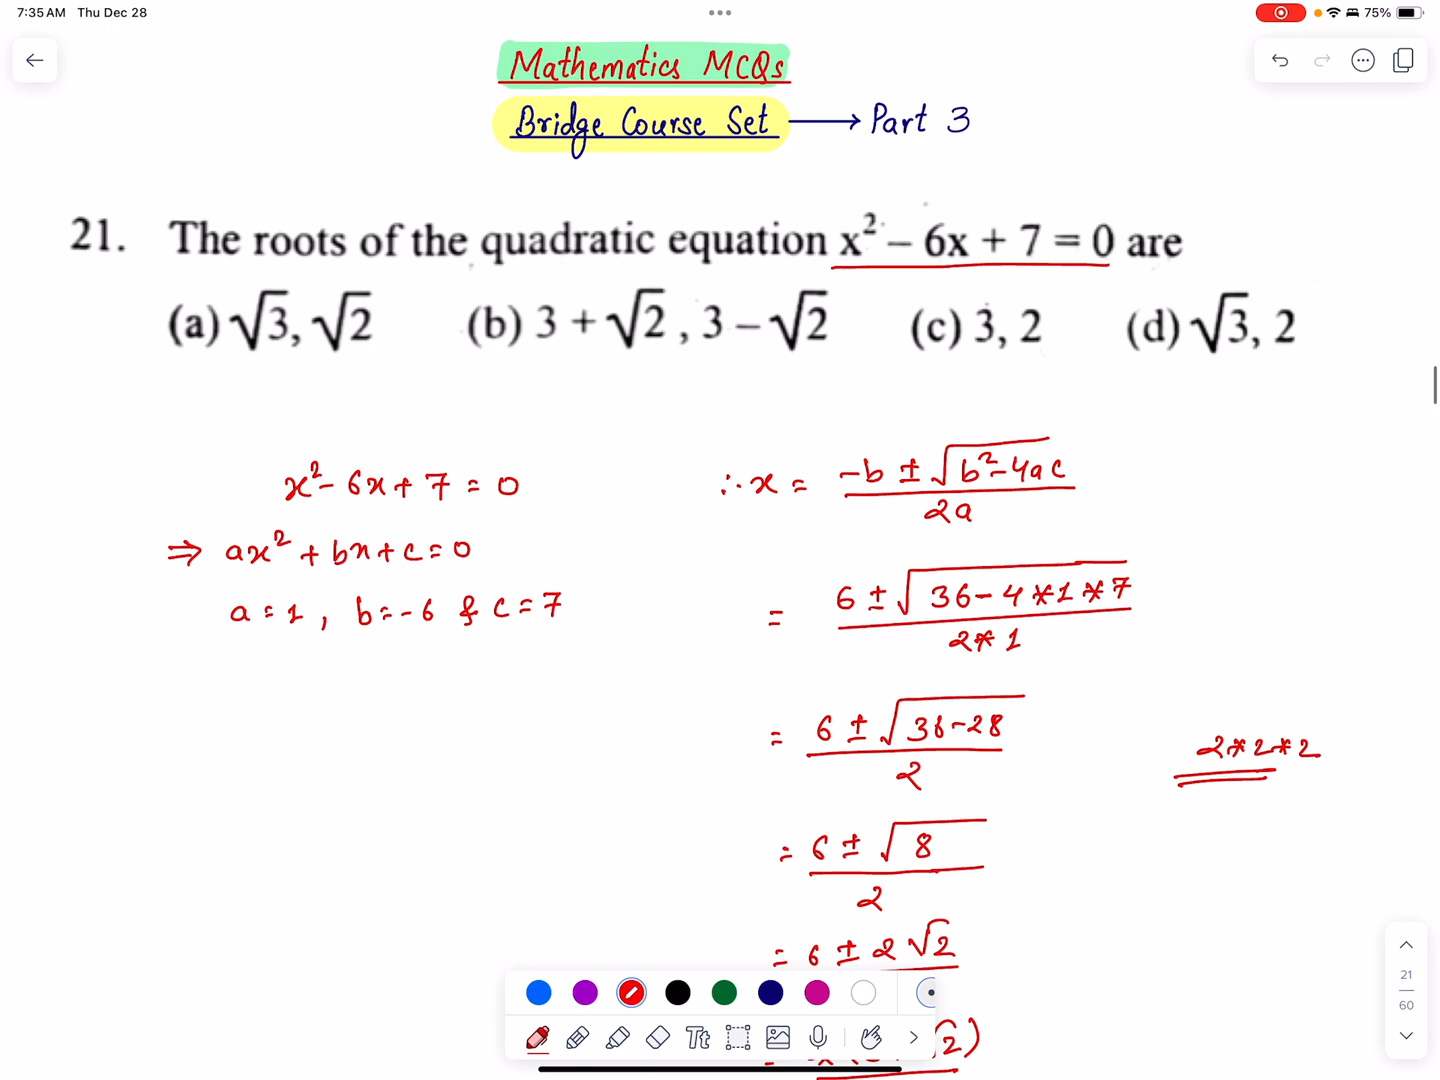 7:35 AM Thu Dec 28
75%
Mathematics MCQs
Bridge Course Set → Part 3
21. The roots of the quadratic equation x² – 6x + 7 = 0 are
(a) √3, √2 (b) 3 + √2 , 3 – √2 (c) 3, 2 (d) √3, 2
x² - 6x + 7 = 0
⇒ ax² + bx + c = 0
a = 1 , b = -6 & c = 7
∴ x = (-b ± √(b² - 4ac)) / 2a
= (6 ± √(36 - 4*1*7)) / (2*1)
= (6 ± √(36 - 28)) / 2
2*2*2
= (6 ± √8) / 2
= 6 ± 2√2
√2)
Tt
21
60